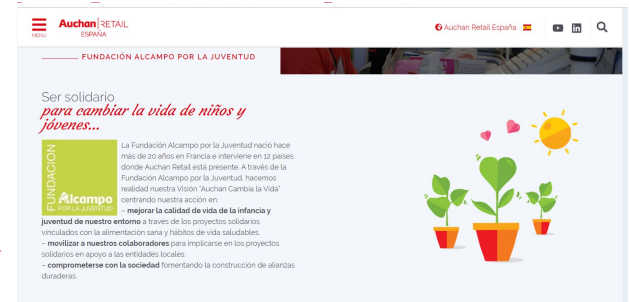 Auchan RETAIL
ESPAÑA
MENU
Auchan Retail España
FUNDACIÓN ALCAMPO POR LA JUVENTUD
Ser solidario
para cambiar la vida de niños y
jóvenes...
FUNDACION
Alcampo
POR LA JUVENTUD
La Fundación Alcampo por la Juventud nació hace
más de 20 años en Francia e interviene en 12 países
donde Auchan Retail está presente. A través de la
Fundación Alcampo por la Juventud, hacemos
realidad nuestra Visión "Auchan Cambia la Vida"
centrando nuestra acción en:
– mejorar la calidad de vida de la infancia y
juventud de nuestro entorno a través de los proyectos solidarios
vinculados con la alimentación sana y hábitos de vida saludables.
– movilizar a nuestros colaboradores para implicarse en los proyectos
solidarios en apoyo a las entidades locales.
– comprometerse con la sociedad fomentando la construcción de alianzas
duraderas.